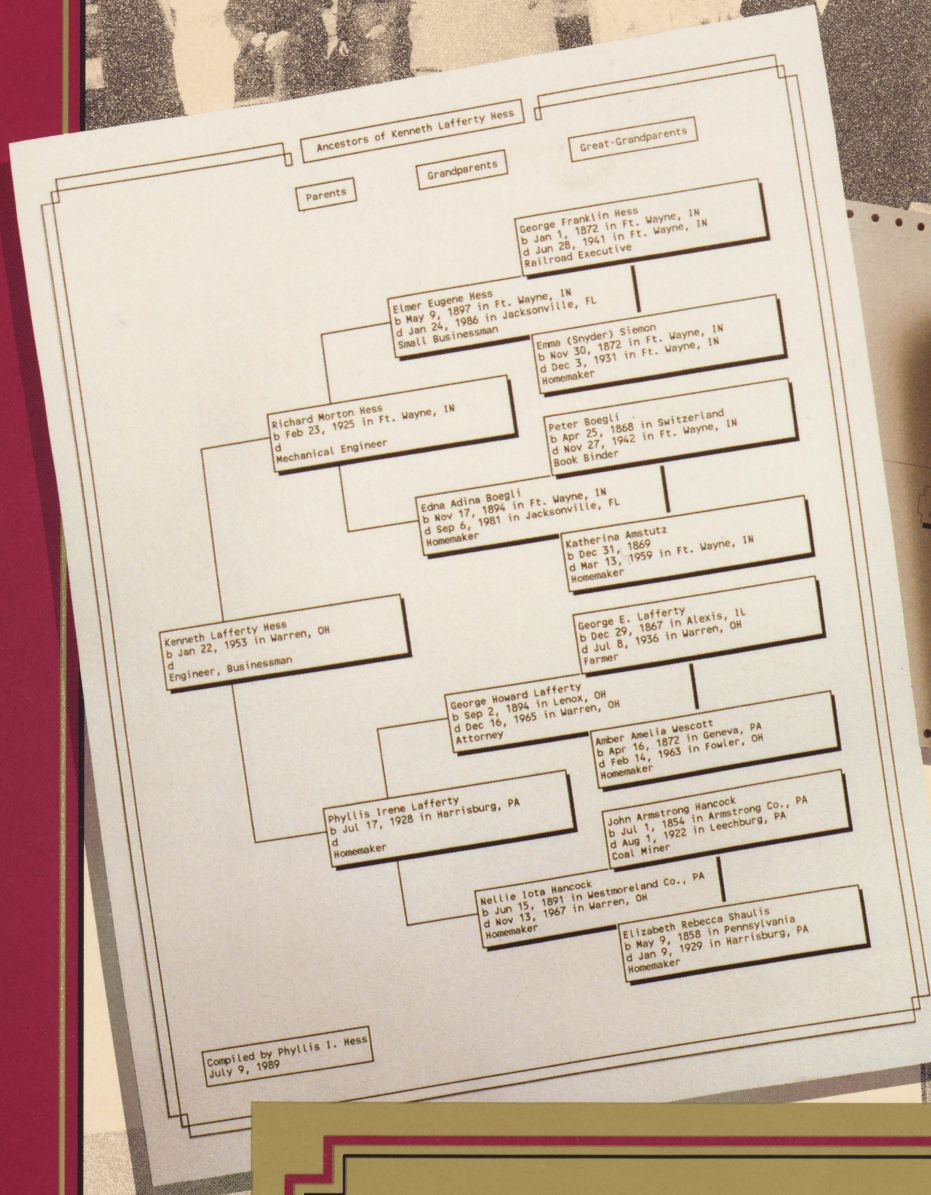 Ancestors of Kenneth Lafferty Hess
Parents
Grandparents
Great-Grandparents
George Franklin Hess
b Jan 1, 1872 in Ft. Wayne, IN
d Jun 28, 1941 in Ft. Wayne, IN
Railroad Executive
Elmer Eugene Hess
b May 9, 1897 in Ft. Wayne, IN
d Jan 24, 1986 in Jacksonville, FL
Small Businessman
Emma (Snyder) Siemon
b Nov 30, 1872 in Ft. Wayne, IN
d Dec 3, 1931 in Ft. Wayne, IN
Homemaker
Richard Morton Hess
b Feb 23, 1925 in Ft. Wayne, IN
d
Mechanical Engineer
Peter Boegli
b Apr 25, 1868 in Switzerland
d Nov 27, 1942 in Ft. Wayne, IN
Book Binder
Edna Adina Boegli
b Nov 17, 1894 in Ft. Wayne, IN
d Sep 6, 1981 in Jacksonville, FL
Homemaker
Katherina Amstutz
b Dec 31, 1869
d Mar 13, 1959 in Ft. Wayne, IN
Homemaker
Kenneth Lafferty Hess
b Jan 22, 1953 in Warren, OH
d
Engineer, Businessman
George E. Lafferty
b Dec 29, 1867 in Alexis, IL
d Jul 8, 1936 in Warren, OH
Farmer
George Howard Lafferty
b Sep 2, 1894 in Lenox, OH
d Dec 16, 1965 in Warren, OH
Attorney
Amber Amelia Wescott
b Apr 16, 1872 in Geneva, PA
d Feb 14, 1963 in Fowler, OH
Homemaker
Phyllis Irene Lafferty
b Jul 17, 1928 in Harrisburg, PA
d
Homemaker
John Armstrong Hancock
b Jul 1, 1854 in Armstrong Co., PA
d Aug 1, 1922 in Leechburg, PA
Coal Miner
Nellie Iota Hancock
b Jun 15, 1891 in Westmoreland Co., PA
d Nov 13, 1967 in Warren, OH
Homemaker
Elizabeth Rebecca Shaulis
b May 9, 1858 in Pennsylvania
d Jan 9, 1929 in Harrisburg, PA
Homemaker
Compiled by Phyllis I. Hess
July 9, 1989